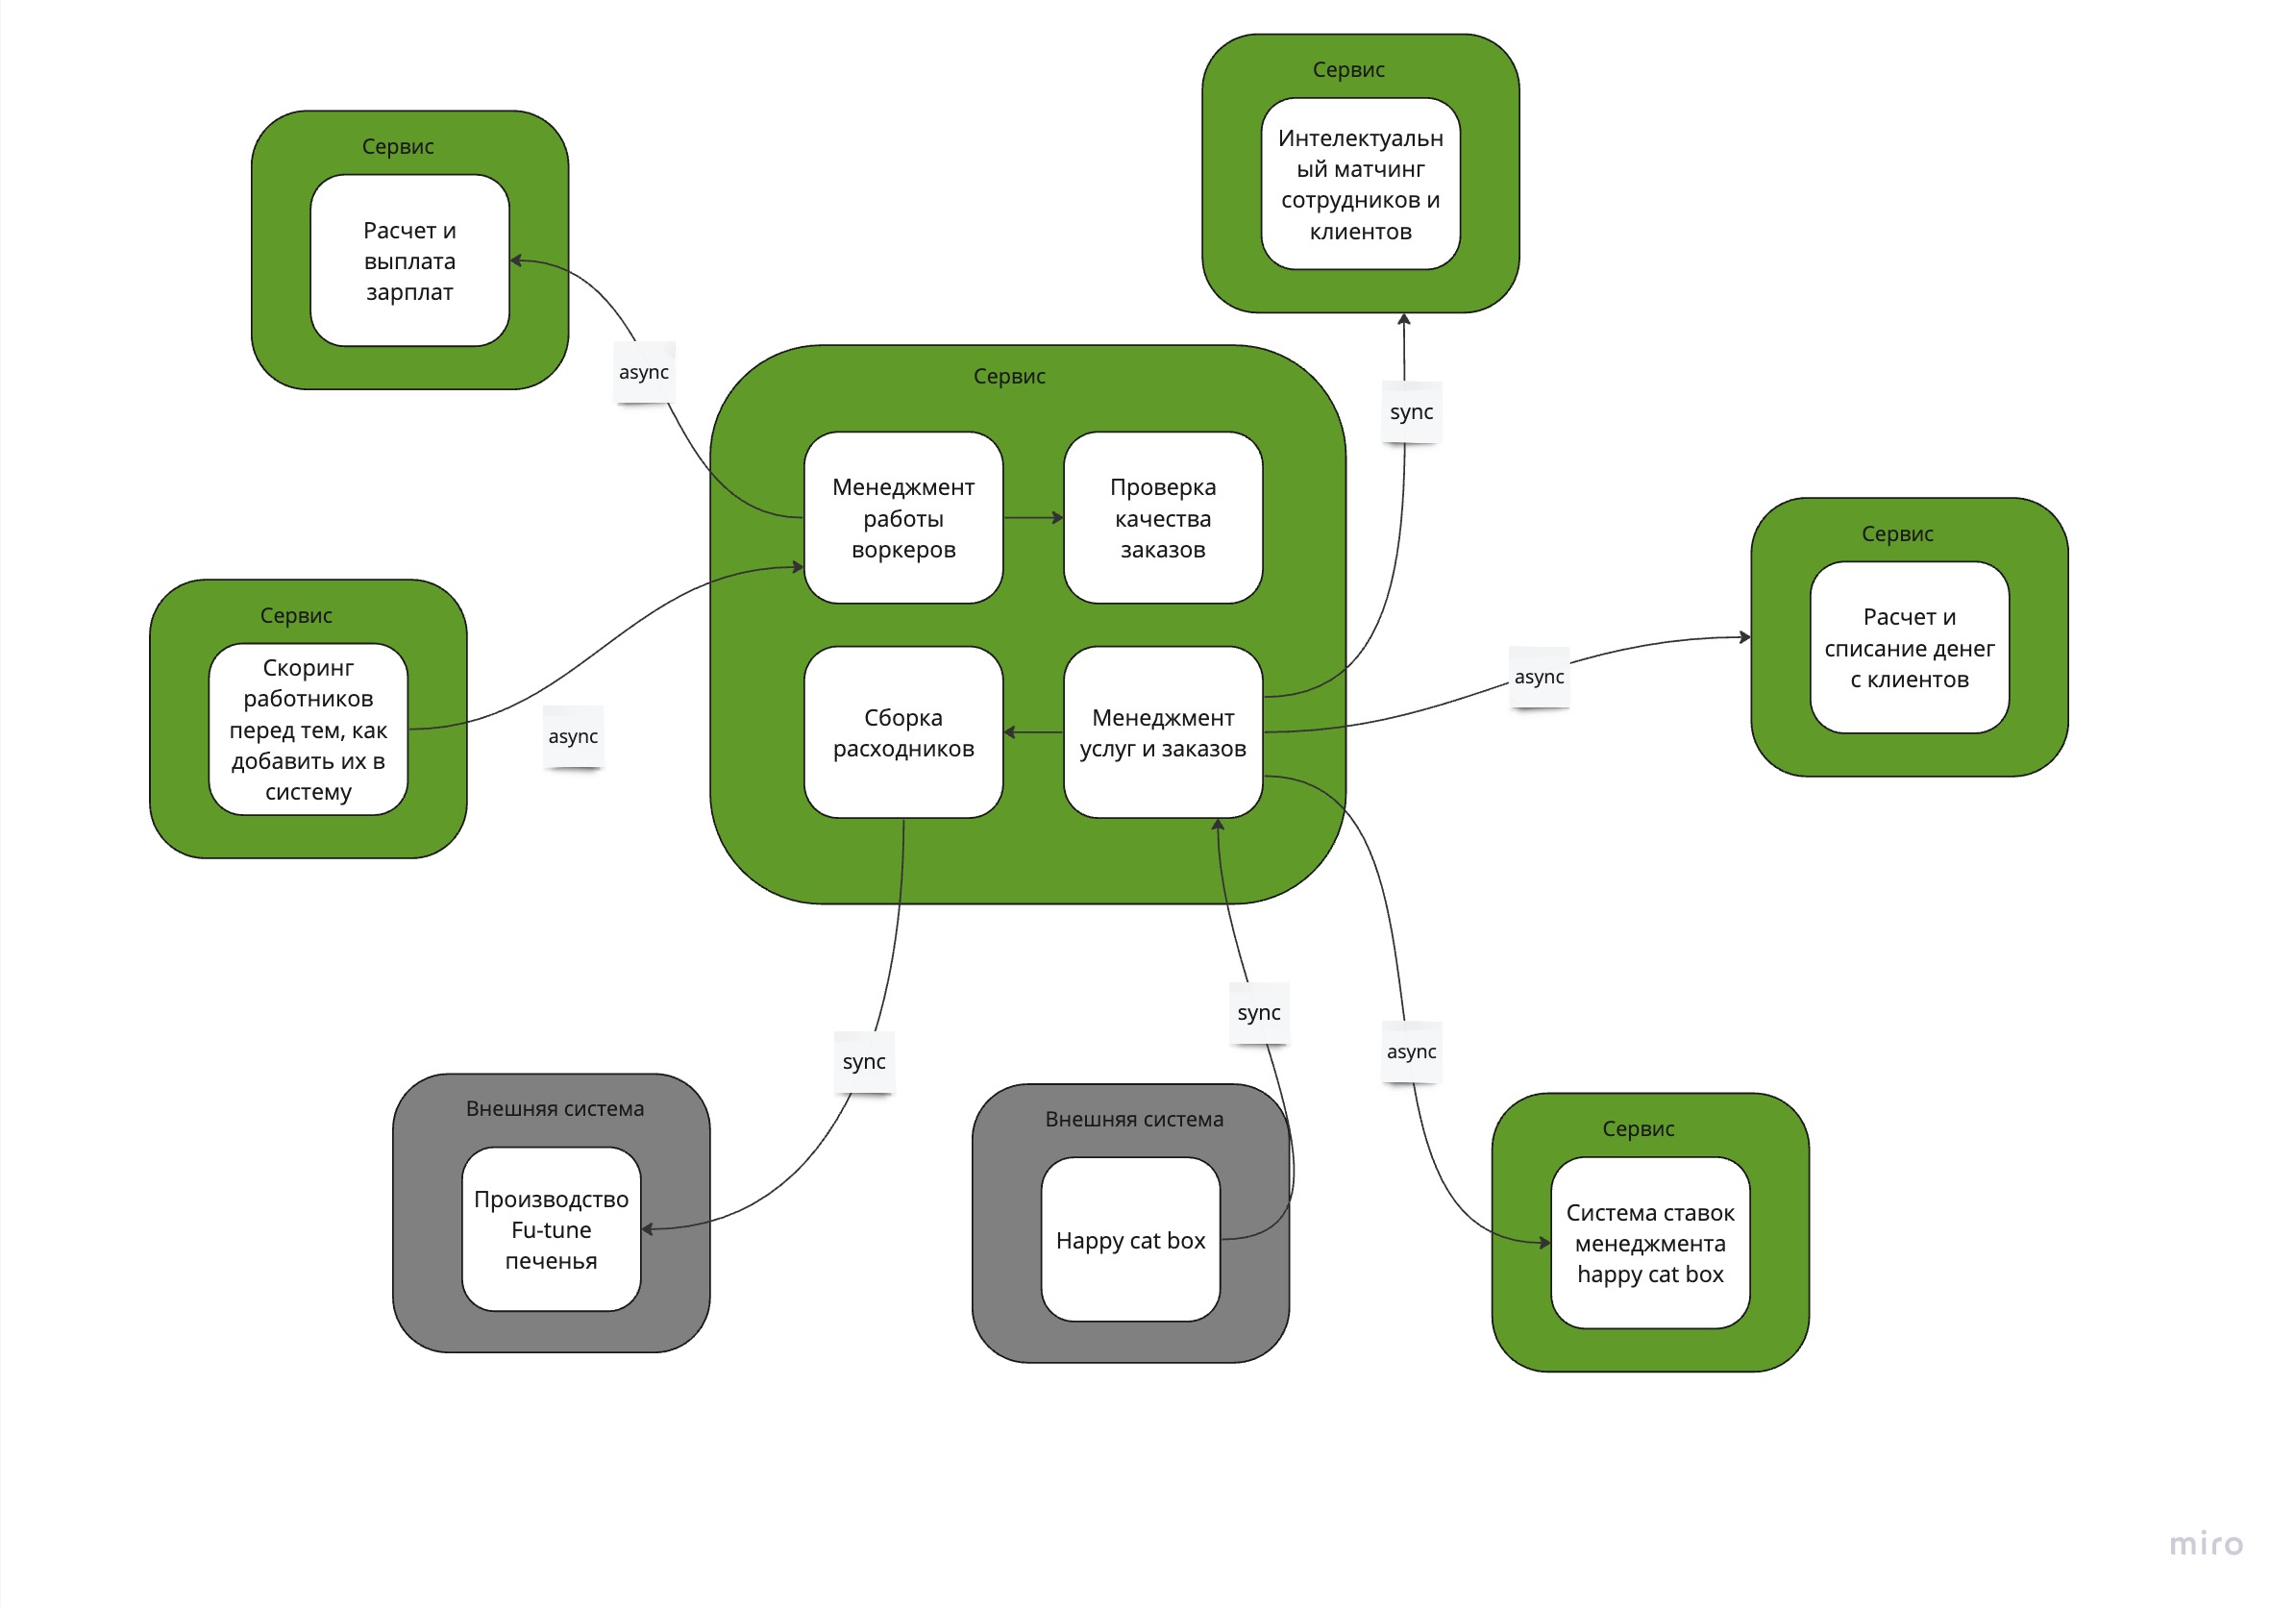 Сервис
Интелектуальн
ый матчинг
сотрудников и
клиентов
Сервис
Расчет и
выплата
зарплат
async
sync
Сервис
Менеджмент
работы
воркеров
Проверка
качества
заказов
Сборка
расходников
Менеджмент
услуг и заказов
Сервис
Расчет и
списание денег
с клиентов
async
Сервис
Скоринг
работников
перед тем, как
добавить их в
систему
async
sync
sync
async
Внешняя система
Производство
Fu-tune
печенья
Внешняя система
Happy cat box
Сервис
Система ставок
менеджмента
happy cat box
miro